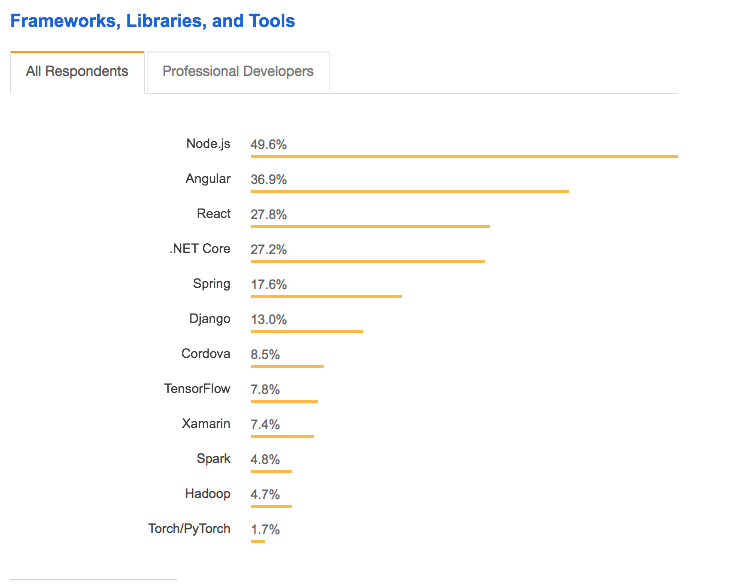 Frameworks, Libraries, and Tools
All Respondents Professional Developers
Node.js 49.6%
Angular 36.9%
React 27.8%
.NET Core 27.2%
Spring 17.6%
Django 13.0%
Cordova 8.5%
TensorFlow 7.8%
Xamarin 7.4%
Spark 4.8%
Hadoop 4.7%
Torch/PyTorch 1.7%